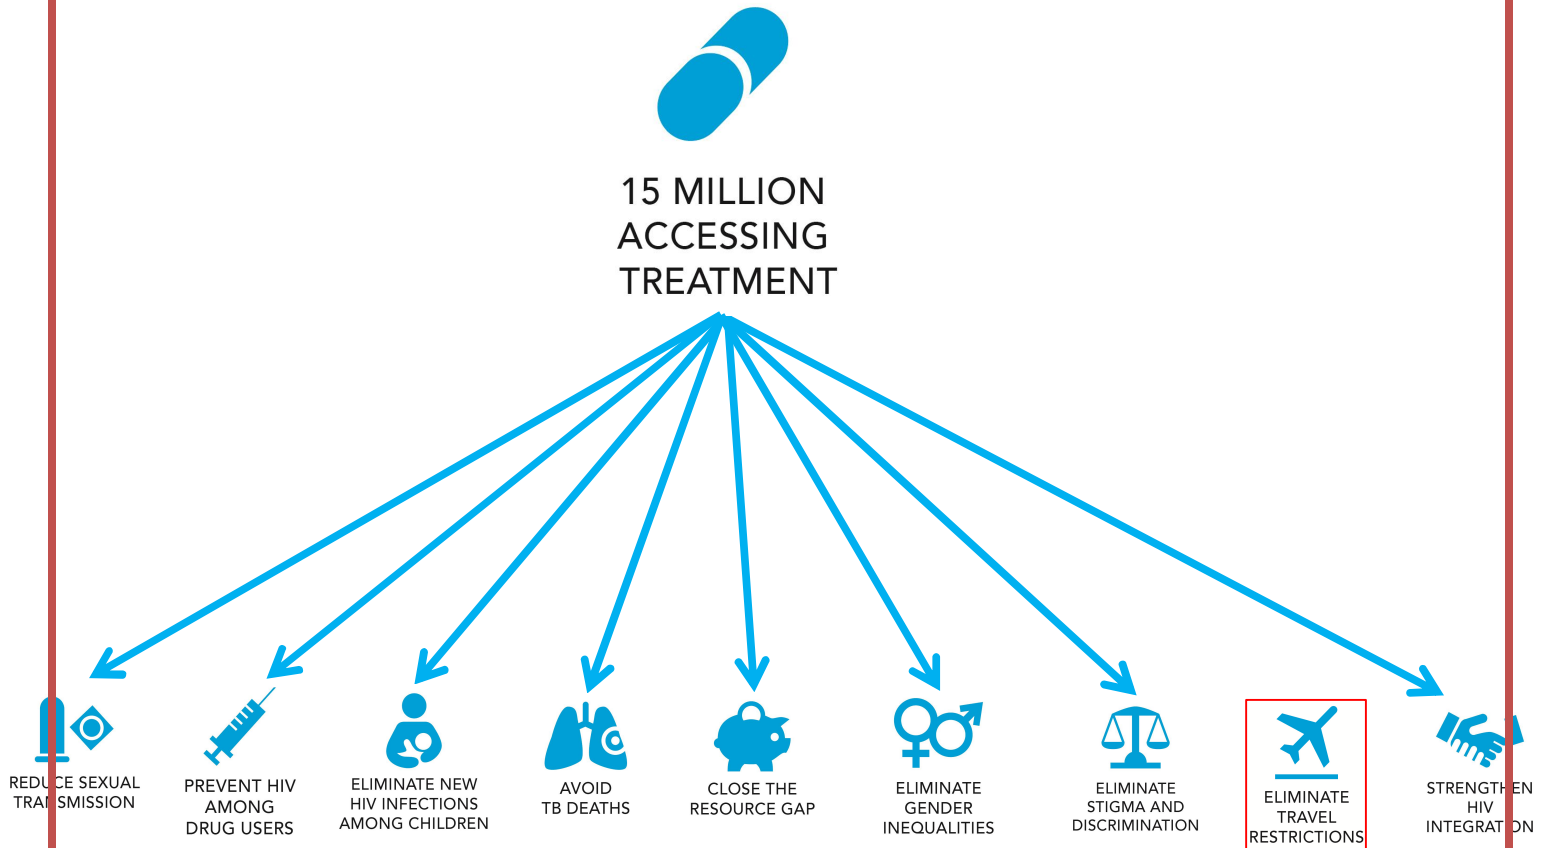 15 MILLION
ACCESSING
TREATMENT
REDUCE SEXUAL
TRANSMISSION
PREVENT HIV
AMONG
DRUG USERS
ELIMINATE NEW
HIV INFECTIONS
AMONG CHILDREN
AVOID
TB DEATHS
CLOSE THE
RESOURCE GAP
ELIMINATE
GENDER
INEQUALITIES
ELIMINATE
STIGMA AND
DISCRIMINATION
ELIMINATE
TRAVEL
RESTRICTIONS
STRENGTHEN
HIV
INTEGRATION